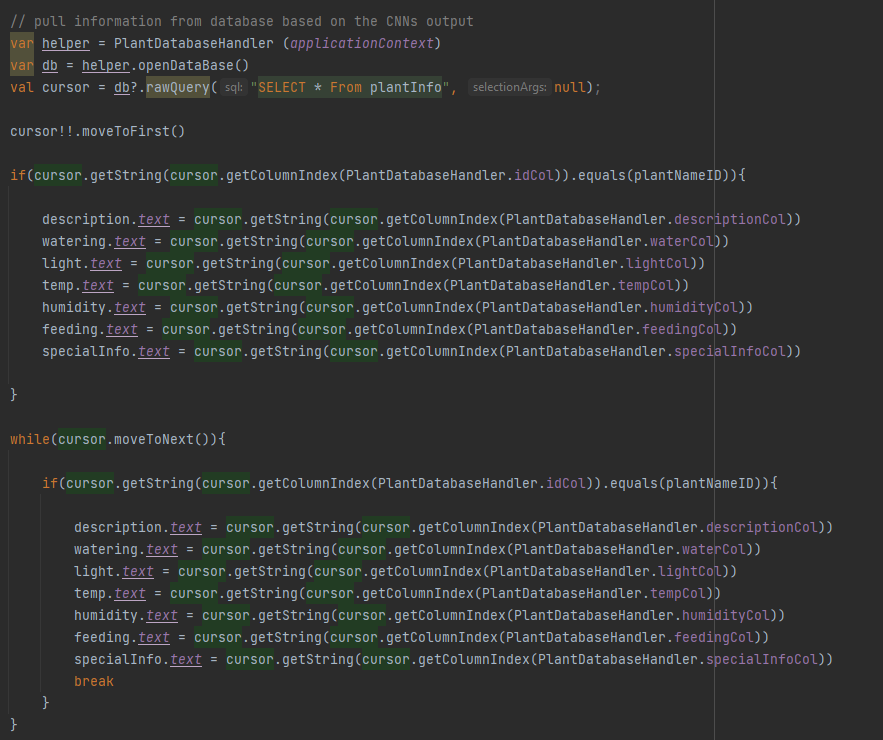 // pull information from database based on the CNNs output
var helper = PlantDatabaseHandler (applicationContext)
var db = helper.openDataBase()
val cursor = db?.rawQuery( sql: "SELECT * From plantInfo", selectionArgs: null);
cursor!!.moveToFirst()
if(cursor.getString(cursor.getColumnIndex(PlantDatabaseHandler.idCol)).equals(plantNameID)){
description.text = cursor.getString(cursor.getColumnIndex(PlantDatabaseHandler.descriptionCol))
watering.text = cursor.getString(cursor.getColumnIndex(PlantDatabaseHandler.waterCol))
light.text = cursor.getString(cursor.getColumnIndex(PlantDatabaseHandler.lightCol))
temp.text = cursor.getString(cursor.getColumnIndex(PlantDatabaseHandler.tempCol))
humidity.text = cursor.getString(cursor.getColumnIndex(PlantDatabaseHandler.humidityCol))
feeding.text = cursor.getString(cursor.getColumnIndex(PlantDatabaseHandler.feedingCol))
specialInfo.text = cursor.getString(cursor.getColumnIndex(PlantDatabaseHandler.specialInfoCol))
}
while(cursor.moveToNext()){
if(cursor.getString(cursor.getColumnIndex(PlantDatabaseHandler.idCol)).equals(plantNameID)){
description.text = cursor.getString(cursor.getColumnIndex(PlantDatabaseHandler.descriptionCol))
watering.text = cursor.getString(cursor.getColumnIndex(PlantDatabaseHandler.waterCol))
light.text = cursor.getString(cursor.getColumnIndex(PlantDatabaseHandler.lightCol))
temp.text = cursor.getString(cursor.getColumnIndex(PlantDatabaseHandler.tempCol))
humidity.text = cursor.getString(cursor.getColumnIndex(PlantDatabaseHandler.humidityCol))
feeding.text = cursor.getString(cursor.getColumnIndex(PlantDatabaseHandler.feedingCol))
specialInfo.text = cursor.getString(cursor.getColumnIndex(PlantDatabaseHandler.specialInfoCol))
break
}
}